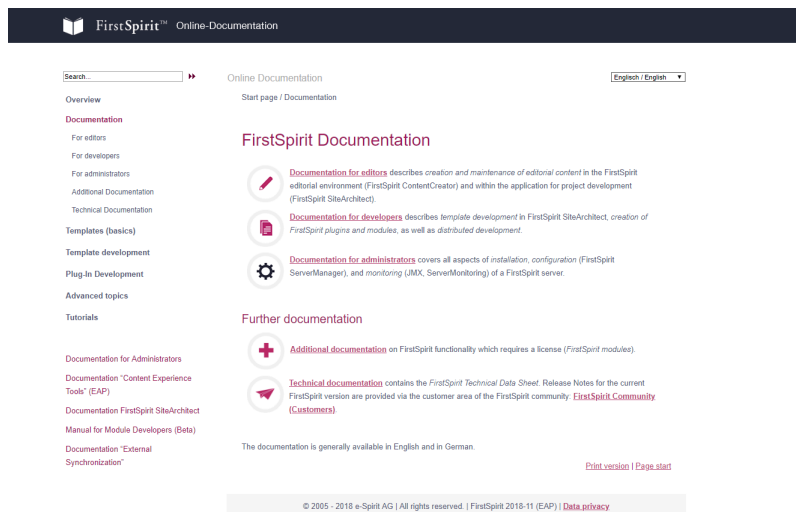 FirstSpirit™ Online-Documentation
Search...
Overview
Documentation
For editors
For developers
For administrators
Additional Documentation
Technical Documentation
Templates (basics)
Template development
Plug-In Development
Advanced topics
Tutorials
Documentation for Administrators
Documentation "Content Experience
Tools" (EAP)
Documentation FirstSpirit SiteArchitect
Manual for Module Developers (Beta)
Documentation "External
Synchronization"
Online Documentation
Englisch / English
Start page / Documentation
FirstSpirit Documentation
Documentation for editors describes creation and maintenance of editorial content in the FirstSpirit
editorial environment (FirstSpirit ContentCreator) and within the application for project development
(FirstSpirit SiteArchitect).
Documentation for developers describes template development in FirstSpirit SiteArchitect, creation of
FirstSpirit plugins and modules, as well as distributed development.
Documentation for administrators covers all aspects of installation, configuration (FirstSpirit
ServerManager), and monitoring (JMX, ServerMonitoring) of a FirstSpirit server.
Further documentation
Additional documentation on FirstSpirit functionality which requires a license (FirstSpirit modules).
Technical documentation contains the FirstSpirit Technical Data Sheet. Release Notes for the current
FirstSpirit version are provided via the customer area of the FirstSpirit community: FirstSpirit Community
(Customers).
The documentation is generally available in English and in German.
Print version | Page start
© 2005 - 2018 e-Spirit AG | All rights reserved. | FirstSpirit 2018-11 (EAP) | Data privacy